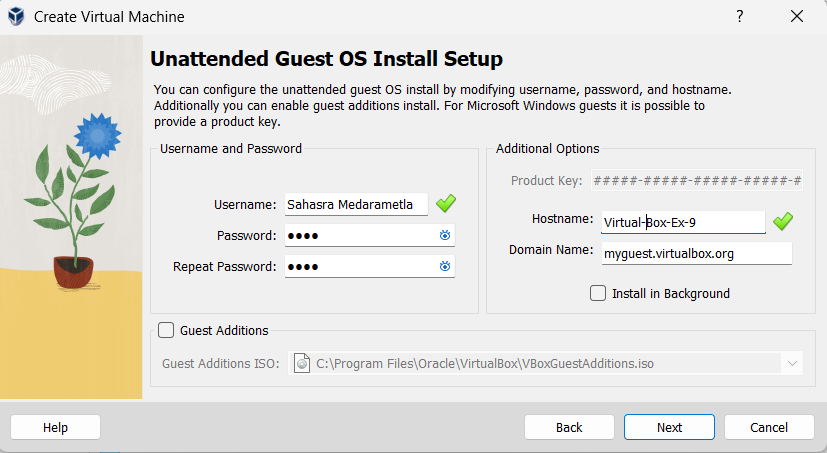 Create Virtual Machine
?
Unattended Guest OS Install Setup
You can configure the unattended guest OS install by modifying username, password, and hostname.
Additionally you can enable guest additions install. For Microsoft Windows guests it is possible to
provide a product key.
Username and Password
Username: Sahasra Medarametla
Password: ●●●●
Repeat Password: ●●●●
Additional Options
Product Key: #####-#####-#####-#####-#
Hostname: Virtual-Box-Ex-9
Domain Name: myguest.virtualbox.org
Install in Background
Guest Additions
Guest Additions ISO: C:\Program Files\Oracle\VirtualBox\VBoxGuestAdditions.iso
Help Back Next Cancel